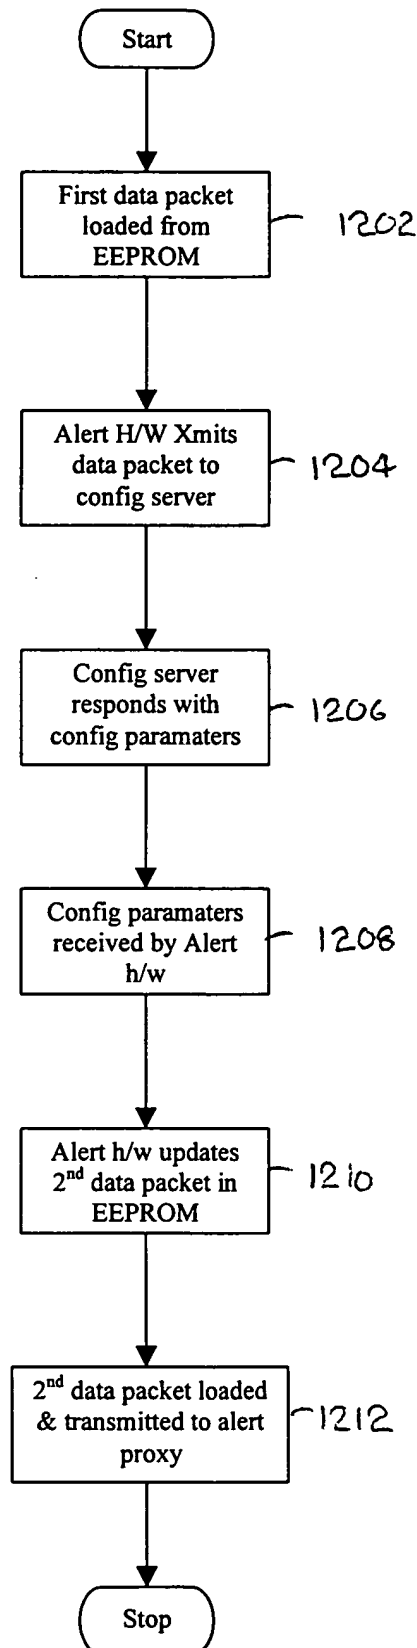 Start
First data packet
loaded from
EEPROM
1202
Alert H/W Xmits
data packet to
config server
1204
Config server
responds with
config paramaters
1206
Config paramaters
received by Alert
h/w
1208
Alert h/w updates
2nd data packet in
EEPROM
1210
2nd data packet loaded
& transmitted to alert
proxy
1212
Stop